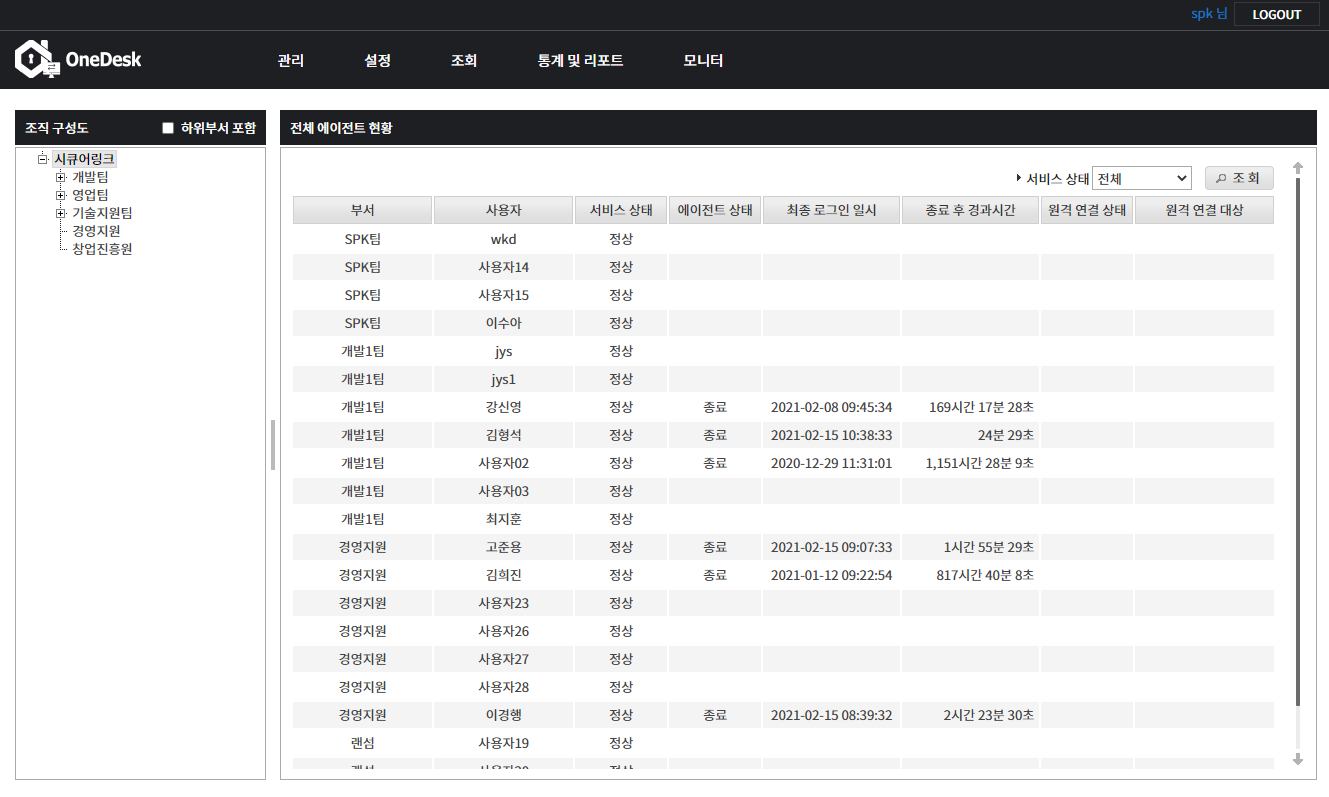 spk 님 LOGOUT
OneDesk 관리 설정 조회 통계 및 리포트 모니터
조직 구성도 하위부서 포함
시큐어링크
개발팀
영업팀
기술지원팀
경영지원
창업진흥원
전체 에이전트 현황
서비스 상태 전체 조 회
부서 사용자 서비스 상태 에이전트 상태 최종 로그인 일시 종료 후 경과시간 원격 연결 상태 원격 연결 대상
SPK팀 wkd 정상
SPK팀 사용자14 정상
SPK팀 사용자15 정상
SPK팀 이수아 정상
개발1팀 jys 정상
개발1팀 jys1 정상
개발1팀 강신영 정상 종료 2021-02-08 09:45:34 169시간 17분 28초
개발1팀 김형석 정상 종료 2021-02-15 10:38:33 24분 29초
개발1팀 사용자02 정상 종료 2020-12-29 11:31:01 1,151시간 28분 9초
개발1팀 사용자03 정상
개발1팀 최지훈 정상
경영지원 고준용 정상 종료 2021-02-15 09:07:33 1시간 55분 29초
경영지원 김희진 정상 종료 2021-01-12 09:22:54 817시간 40분 8초
경영지원 사용자23 정상
경영지원 사용자26 정상
경영지원 사용자27 정상
경영지원 사용자28 정상
경영지원 이경행 정상 종료 2021-02-15 08:39:32 2시간 23분 30초
랜섬 사용자19 정상